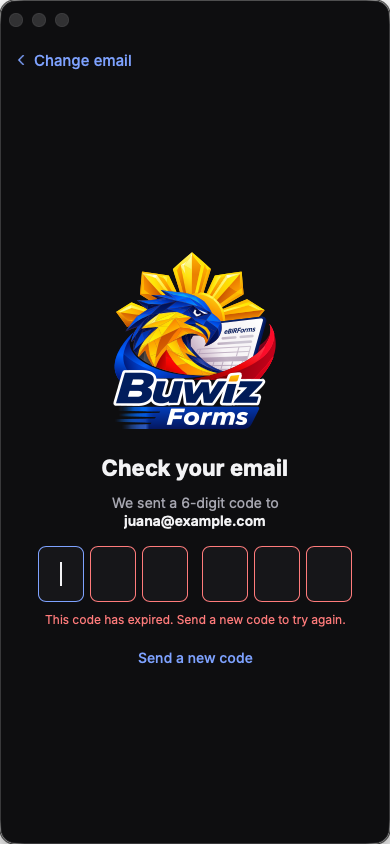 Change email
eBIRForms
Buwiz
Forms
Check your email
We sent a 6-digit code to
juana@example.com
This code has expired. Send a new code to try again.
Send a new code